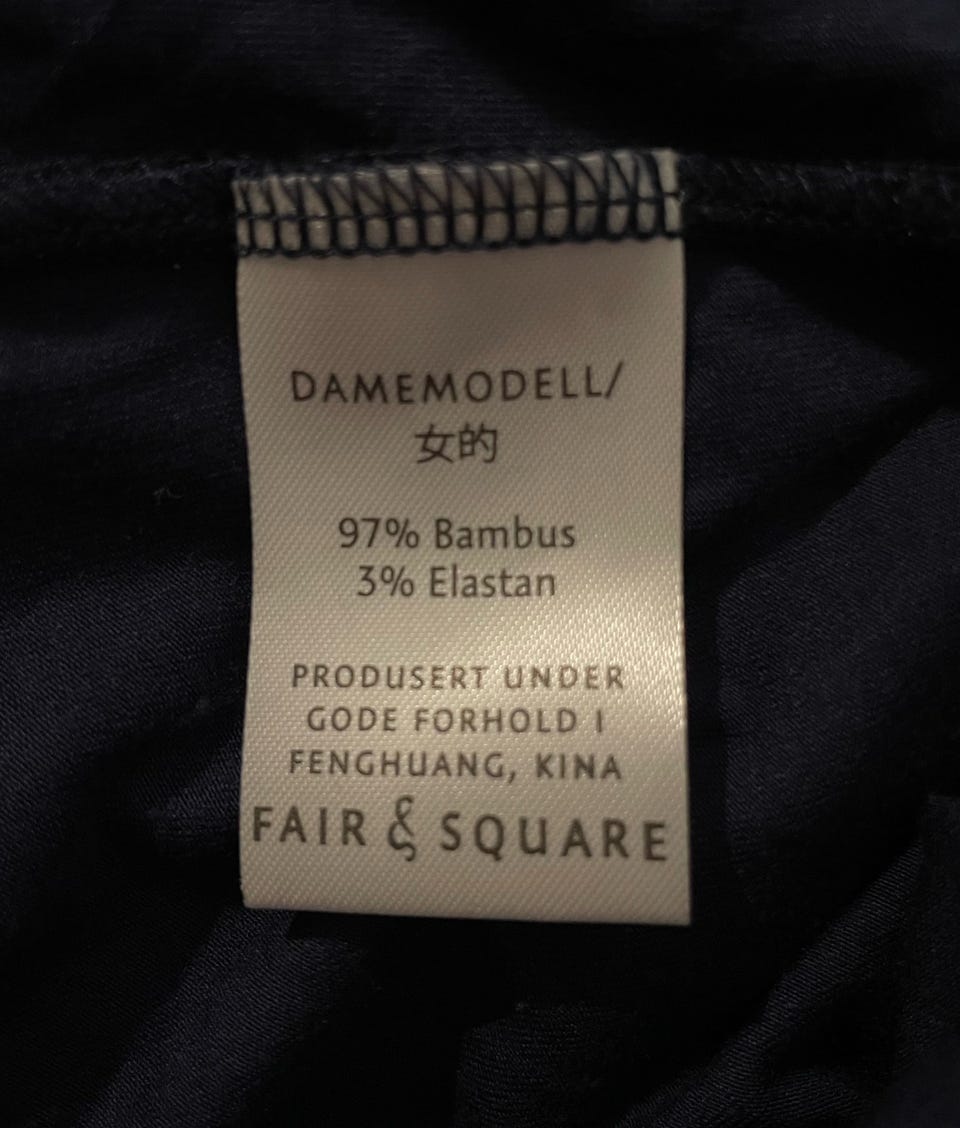 DAMEMODELL/
女的
97% Bambus
3% Elastan
PRODUSERT UNDER
GODE FORHOLD I
FENGHUANG, KINA
FAIR & SQUARE